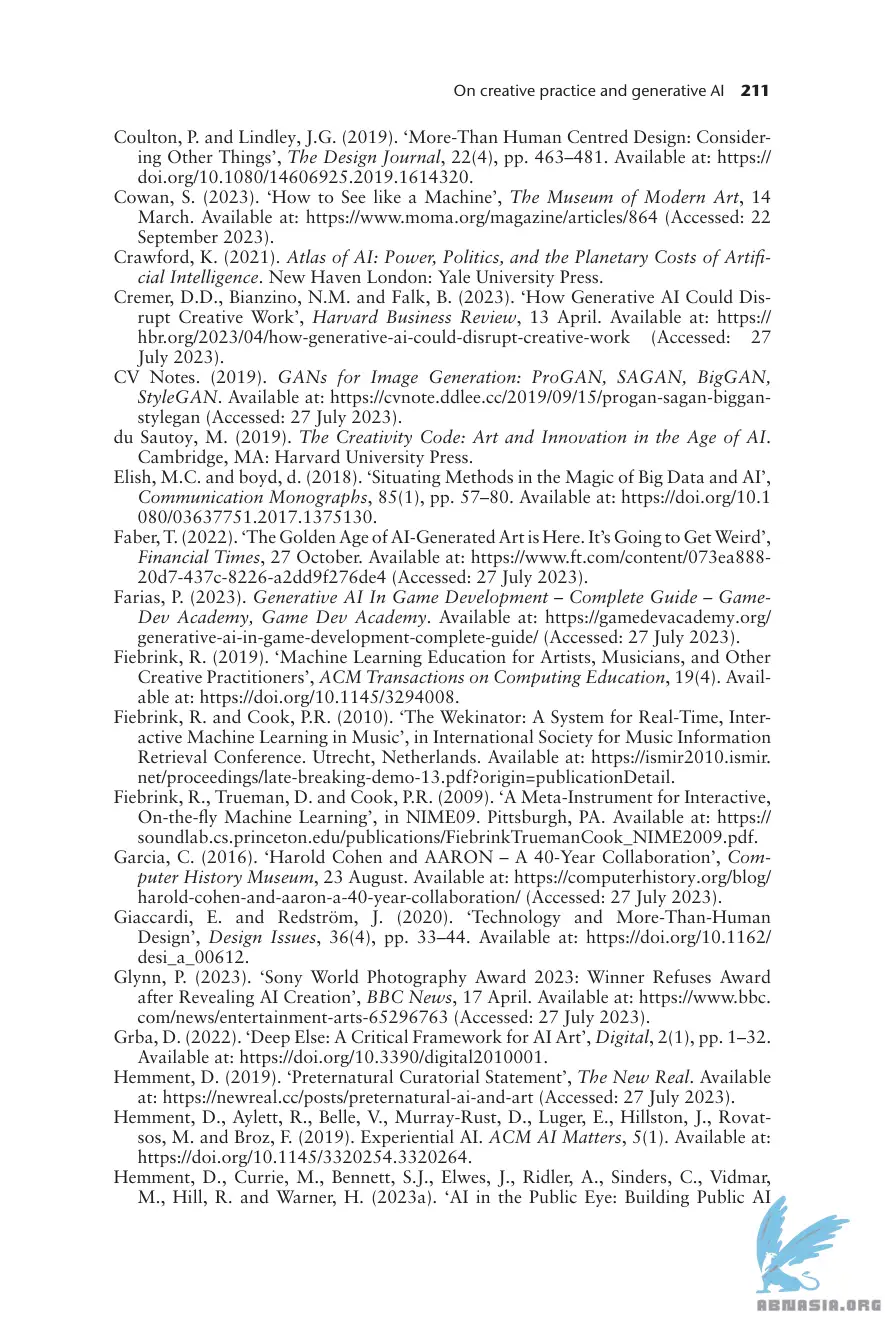 On creative practice and generative AI 211
Coulton, P. and Lindley, J.G. (2019). ‘More-Than Human Centred Design: Consider-
ing Other Things’, The Design Journal, 22(4), pp. 463–481. Available at: https://
doi.org/10.1080/14606925.2019.1614320.
Cowan, S. (2023). ‘How to See like a Machine’, The Museum of Modern Art, 14
March. Available at: https://www.moma.org/magazine/articles/864 (Accessed: 22
September 2023).
Crawford, K. (2021). Atlas of AI: Power, Politics, and the Planetary Costs of Artifi-
cial Intelligence. New Haven London: Yale University Press.
Cremer, D.D., Bianzino, N.M. and Falk, B. (2023). ‘How Generative AI Could Dis-
rupt Creative Work’, Harvard Business Review, 13 April. Available at: https://
hbr.org/2023/04/how-generative-ai-could-disrupt-creative-work (Accessed: 27
July 2023).
CV Notes. (2019). GANs for Image Generation: ProGAN, SAGAN, BigGAN,
StyleGAN. Available at: https://cvnote.ddlee.cc/2019/09/15/progan-sagan-biggan-
stylegan (Accessed: 27 July 2023).
du Sautoy, M. (2019). The Creativity Code: Art and Innovation in the Age of AI.
Cambridge, MA: Harvard University Press.
Elish, M.C. and boyd, d. (2018). ‘Situating Methods in the Magic of Big Data and AI’,
Communication Monographs, 85(1), pp. 57–80. Available at: https://doi.org/10.1
080/03637751.2017.1375130.
Faber, T. (2022). ‘The Golden Age of AI-Generated Art is Here. It’s Going to Get Weird’,
Financial Times, 27 October. Available at: https://www.ft.com/content/073ea888-
20d7-437c-8226-a2dd9f276de4 (Accessed: 27 July 2023).
Farias, P. (2023). Generative AI In Game Development – Complete Guide – Game-
Dev Academy, Game Dev Academy. Available at: https://gamedevacademy.org/
generative-ai-in-game-development-complete-guide/ (Accessed: 27 July 2023).
Fiebrink, R. (2019). ‘Machine Learning Education for Artists, Musicians, and Other
Creative Practitioners’, ACM Transactions on Computing Education, 19(4). Avail-
able at: https://doi.org/10.1145/3294008.
Fiebrink, R. and Cook, P.R. (2010). ‘The Wekinator: A System for Real-Time, Inter-
active Machine Learning in Music’, in International Society for Music Information
Retrieval Conference. Utrecht, Netherlands. Available at: https://ismir2010.ismir.
net/proceedings/late-breaking-demo-13.pdf?origin=publicationDetail.
Fiebrink, R., Trueman, D. and Cook, P.R. (2009). ‘A Meta-Instrument for Interactive,
On-the-fly Machine Learning’, in NIME09. Pittsburgh, PA. Available at: https://
soundlab.cs.princeton.edu/publications/FiebrinkTruemanCook_NIME2009.pdf.
Garcia, C. (2016). ‘Harold Cohen and AARON – A 40-Year Collaboration’, Com-
puter History Museum, 23 August. Available at: https://computerhistory.org/blog/
harold-cohen-and-aaron-a-40-year-collaboration/ (Accessed: 27 July 2023).
Giaccardi, E. and Redström, J. (2020). ‘Technology and More-Than-Human
Design’, Design Issues, 36(4), pp. 33–44. Available at: https://doi.org/10.1162/
desi_a_00612.
Glynn, P. (2023). ‘Sony World Photography Award 2023: Winner Refuses Award
after Revealing AI Creation’, BBC News, 17 April. Available at: https://www.bbc.
com/news/entertainment-arts-65296763 (Accessed: 27 July 2023).
Grba, D. (2022). ‘Deep Else: A Critical Framework for AI Art’, Digital, 2(1), pp. 1–32.
Available at: https://doi.org/10.3390/digital2010001.
Hemment, D. (2019). ‘Preternatural Curatorial Statement’, The New Real. Available
at: https://newreal.cc/posts/preternatural-ai-and-art (Accessed: 27 July 2023).
Hemment, D., Aylett, R., Belle, V., Murray-Rust, D., Luger, E., Hillston, J., Rovat-
sos, M. and Broz, F. (2019). Experiential AI. ACM AI Matters, 5(1). Available at:
https://doi.org/10.1145/3320254.3320264.
Hemment, D., Currie, M., Bennett, S.J., Elwes, J., Ridler, A., Sinders, C., Vidmar,
M., Hill, R. and Warner, H. (2023a). ‘AI in the Public Eye: Building Public AI
ABNASIA.ORG